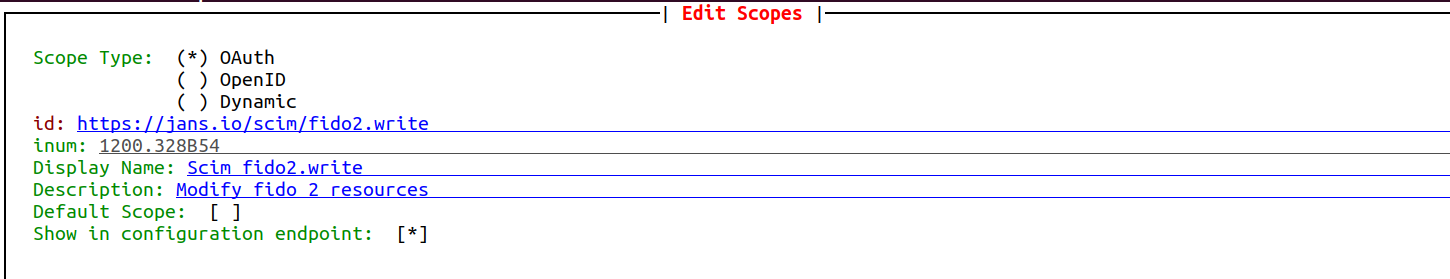 | Edit Scopes |
Scope Type: (*) OAuth
( ) OpenID
( ) Dynamic
id: https://jans.io/scim/fido2.write
inum: 1200.328B54
Display Name: Scim fido2.write
Description: Modify fido 2 resources
Default Scope: [ ]
Show in configuration endpoint: [*]